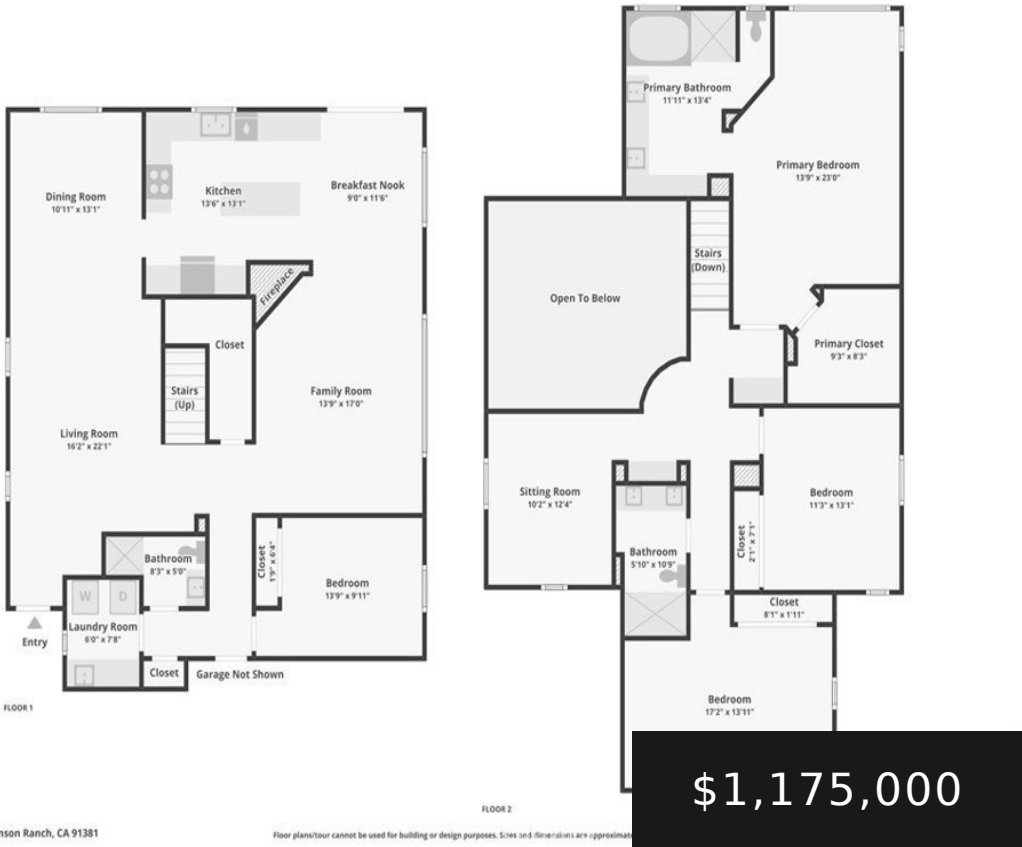 Dining Room
10'11" x 13'1"
Kitchen
13'6" x 13'1"
Breakfast Nook
9'0" x 11'6"
Fireplace
Closet
Stairs
(Up)
Family Room
13'9" x 17'0"
Living Room
16'2" x 22'1"
Bathroom
8'3" x 5'0"
Closet
1'9" x 6'4"
Bedroom
13'9" x 9'11"
W
D
Laundry Room
6'0" x 7'8"
Entry
Closet
Garage Not Shown
FLOOR 1
Primary Bathroom
11'11" x 13'4"
Primary Bedroom
13'9" x 23'0"
Stairs
(Down)
Open To Below
Primary Closet
9'3" x 8'3"
Sitting Room
10'2" x 12'4"
Bathroom
5'10" x 10'9"
Closet
2'1" x 7'1"
Bedroom
11'3" x 13'1"
Closet
8'1" x 1'11"
Bedroom
17'2" x 13'11"
$1,175,000
FLOOR 2
Ranch, CA 91381
Floor plans/tour cannot be used for building or design purposes. Sizes and dimensions are